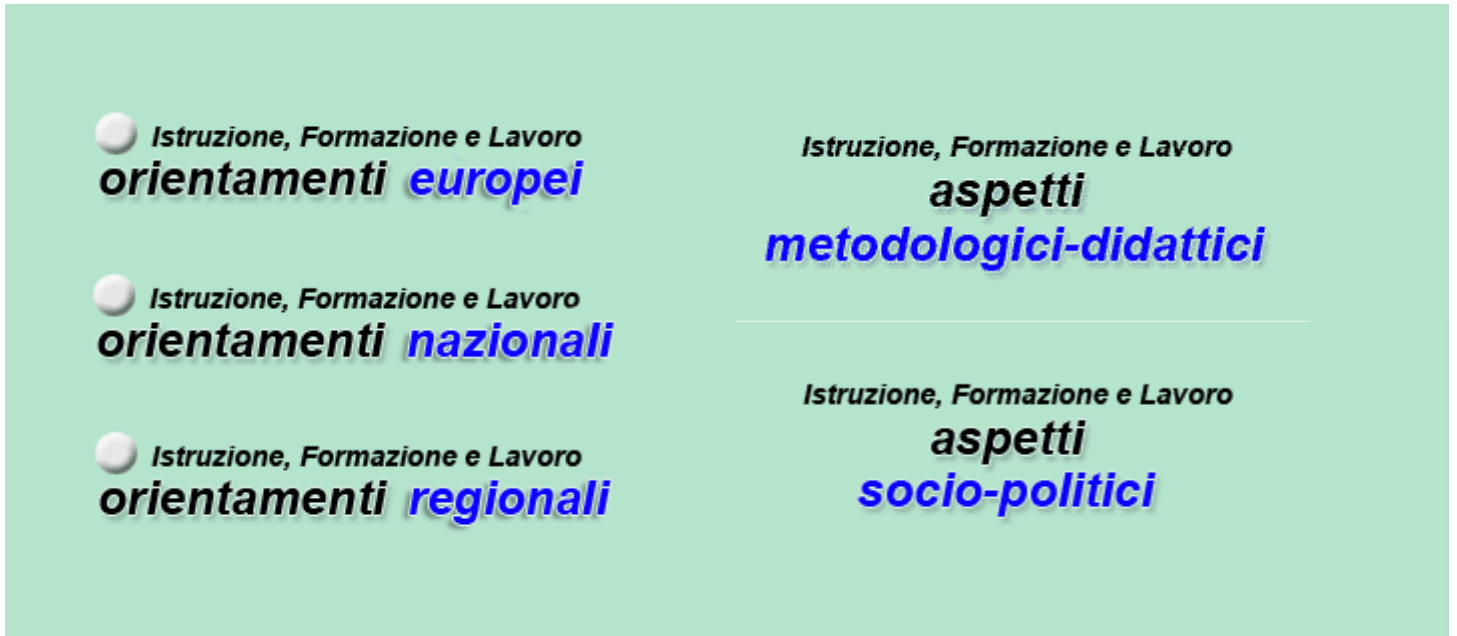 Istruzione, Formazione e Lavoro
orientamenti europei
Istruzione, Formazione e Lavoro
orientamenti nazionali
Istruzione, Formazione e Lavoro
orientamenti regionali
Istruzione, Formazione e Lavoro
aspetti
metodologici-didattici
Istruzione, Formazione e Lavoro
aspetti
socio-politici